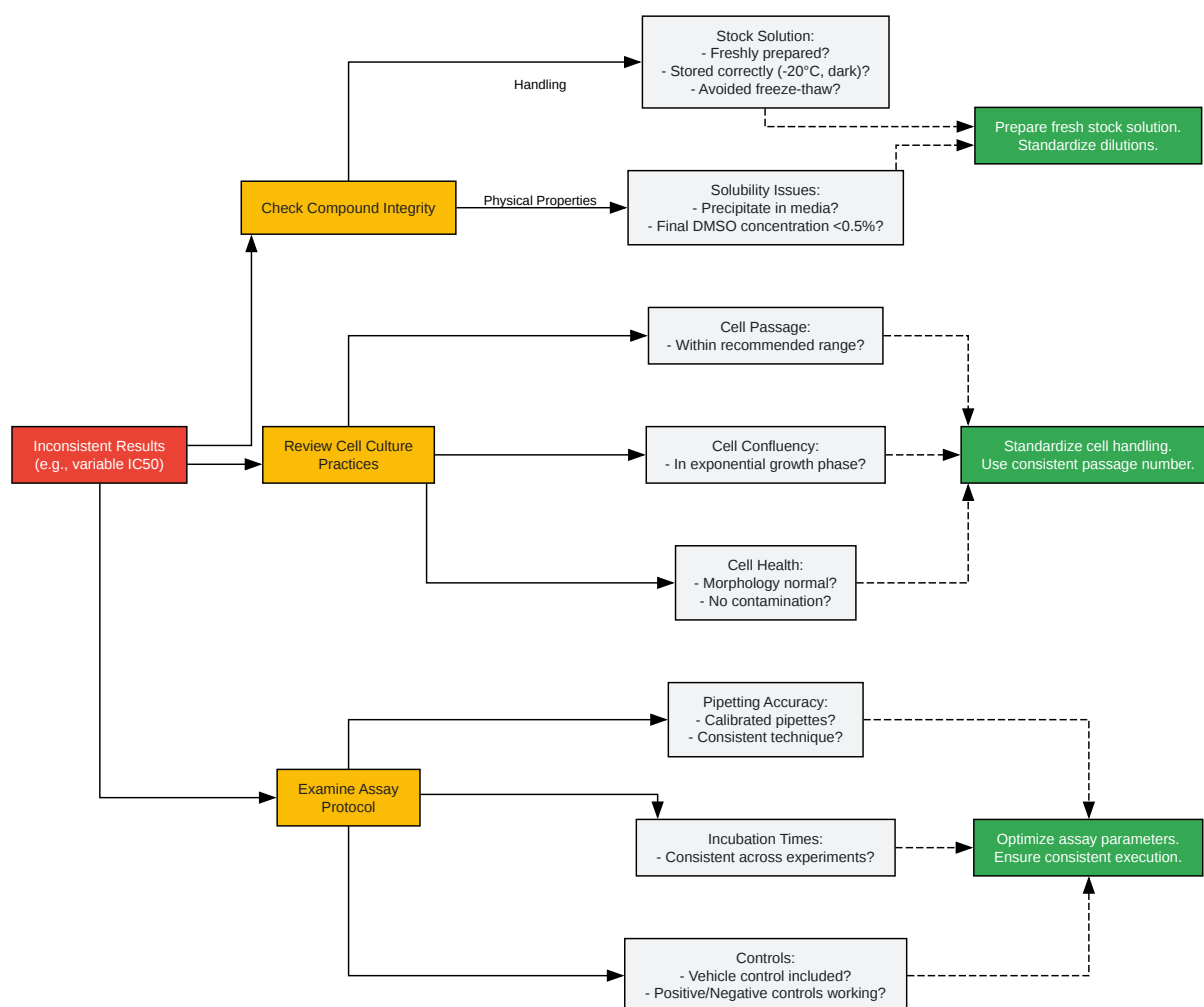 Stock Solution:
- Freshly prepared?
- Stored correctly (-20°C, dark)?
- Avoided freeze-thaw?
Handling
Prepare fresh stock solution.
Standardize dilutions.
Check Compound Integrity
Physical Properties
Solubility Issues:
- Precipitate in media?
- Final DMSO concentration <0.5%?
Cell Passage:
- Within recommended range?
Inconsistent Results
(e.g., variable IC50)
Review Cell Culture
Practices
Cell Confluency:
- In exponential growth phase?
Standardize cell handling.
Use consistent passage number.
Cell Health:
- Morphology normal?
- No contamination?
Pipetting Accuracy:
- Calibrated pipettes?
- Consistent technique?
Examine Assay
Protocol
Incubation Times:
- Consistent across experiments?
Optimize assay parameters.
Ensure consistent execution.
Controls:
- Vehicle control included?
- Positive/Negative controls working?